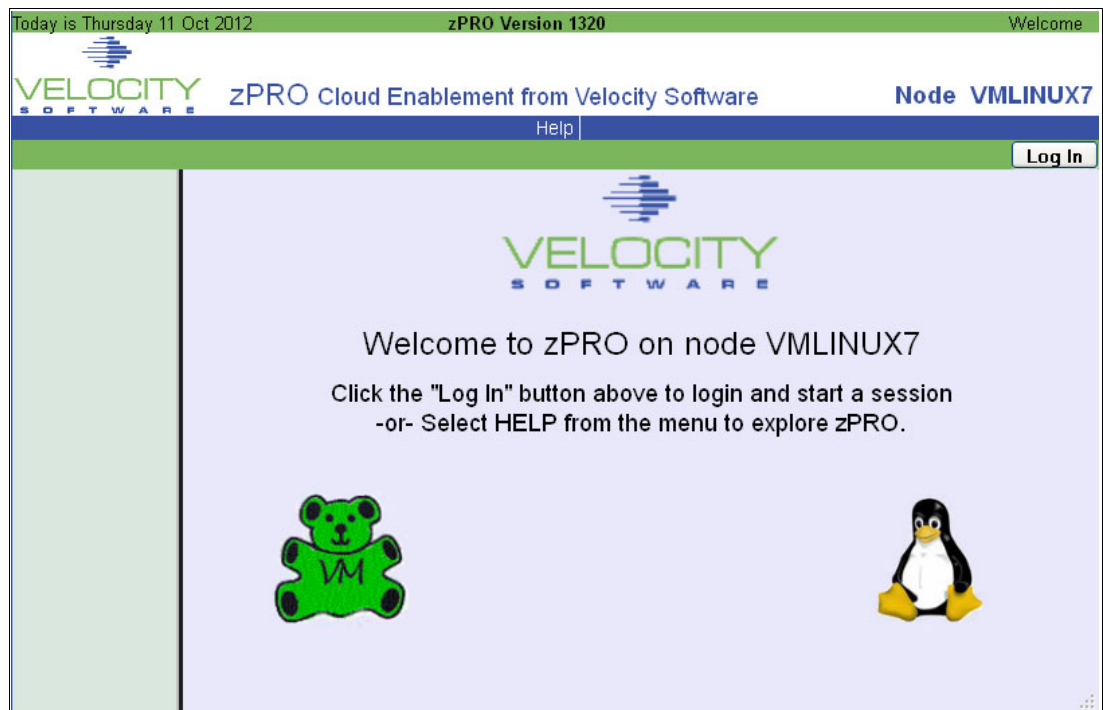 Today is Thursday 11 Oct 2012 zPRO Version 1320 Welcome
VELOCITY
SOFTWARE
zPRO Cloud Enablement from Velocity Software Node VMLINUX7
Help
Log In
VELOCITY
SOFTWARE
Welcome to zPRO on node VMLINUX7
Click the "Log In" button above to login and start a session
-or- Select HELP from the menu to explore zPRO.
VM